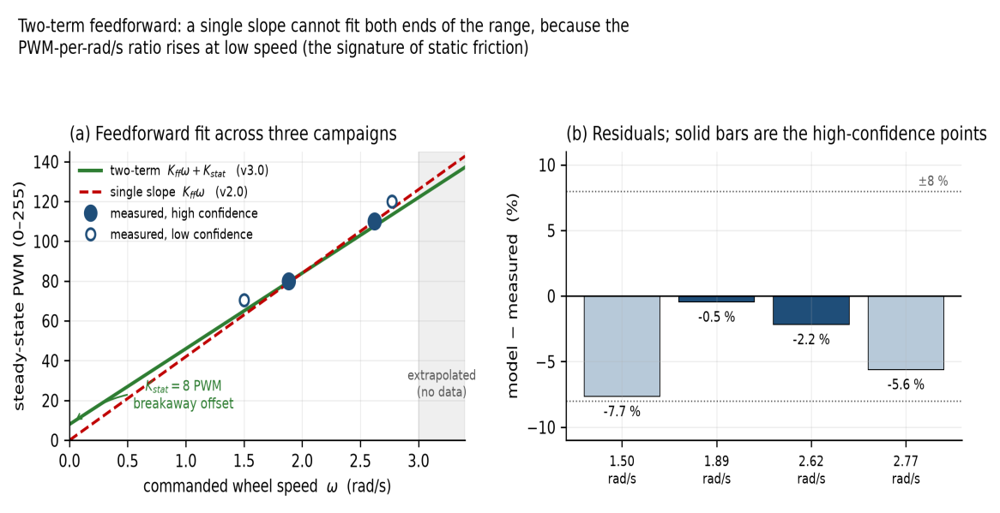 Two-term feedforward: a single slope cannot fit both ends of the range, because the
PWM-per-rad/s ratio rises at low speed (the signature of static friction)
(a) Feedforward fit across three campaigns
steady-state PWM (0–255)
140
120
100
80
60
40
20
0
two-term K_ff ω + K_stat (v3.0)
single slope K_ff ω (v2.0)
measured, high confidence
measured, low confidence
K_stat = 8 PWM
breakaway offset
extrapolated
(no data)
0.0 0.5 1.0 1.5 2.0 2.5 3.0
commanded wheel speed ω (rad/s)
(b) Residuals; solid bars are the high-confidence points
model − measured (%)
10
5
0
−5
−10
±8 %
-7.7 %
-0.5 %
-2.2 %
-5.6 %
1.50 1.89 2.62 2.77
rad/s rad/s rad/s rad/s